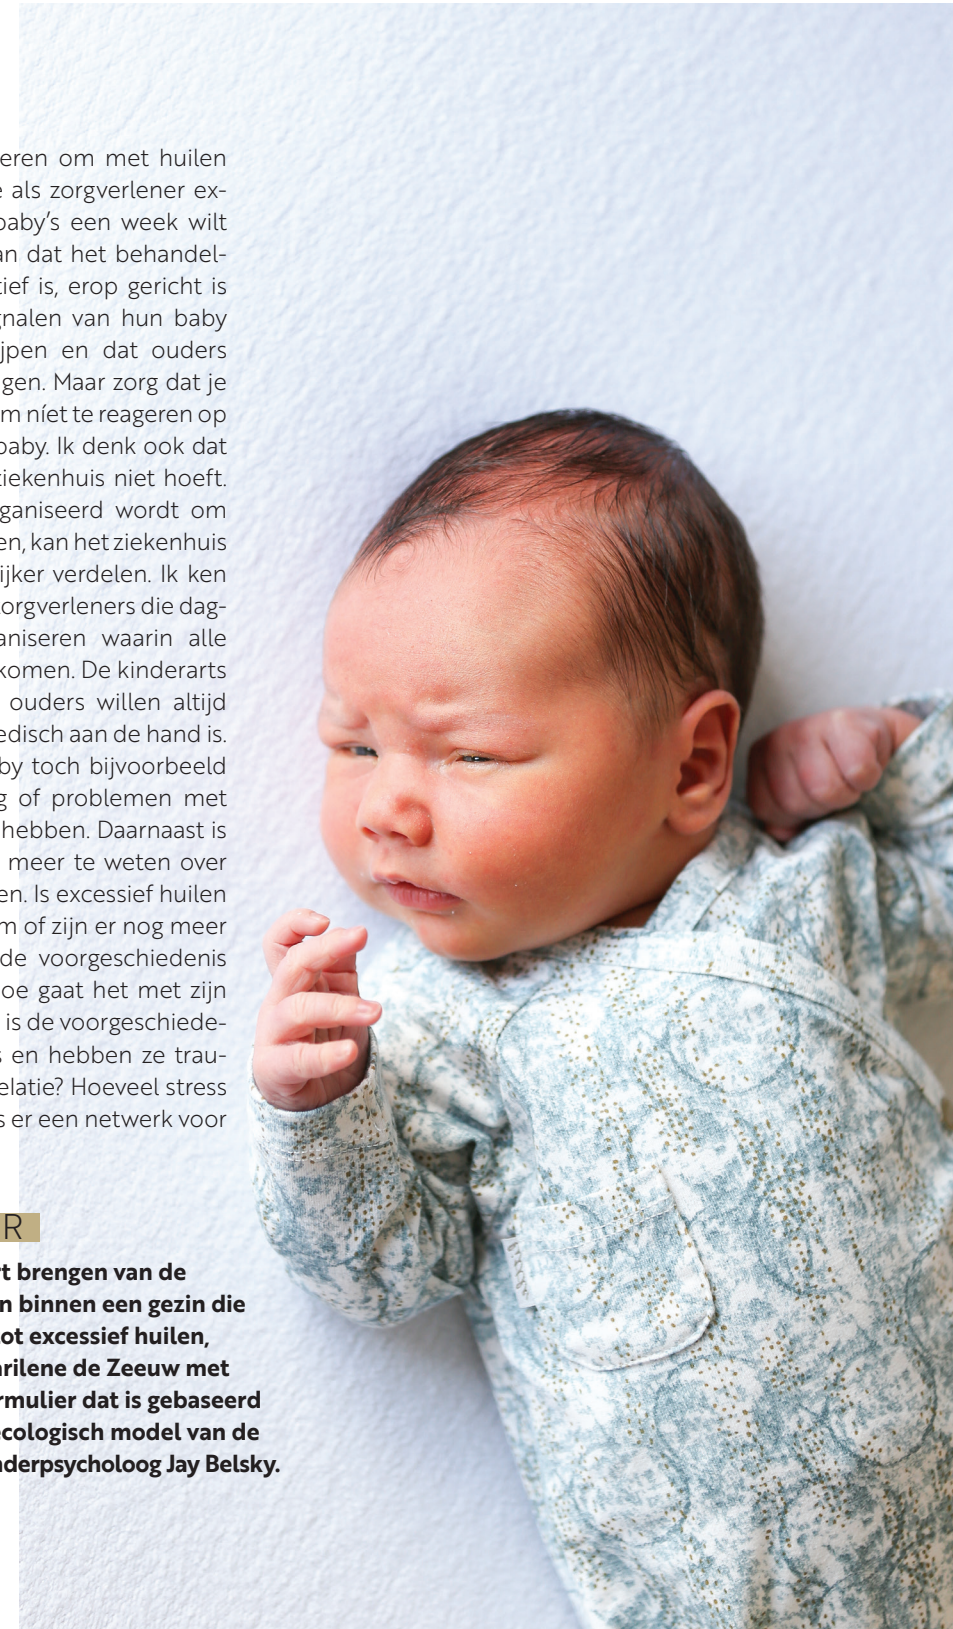 eren om met huilen
e als zorgverlener ex-
baby's een week wilt
an dat het behandel-
tief is, erop gericht is
gnalen van hun baby
ijpen en dat ouders
gen. Maar zorg dat je
m níet te reageren op
baby. Ik denk ook dat
ziekenhuis niet hoeft.
ganiseerd wordt om
en, kan het ziekenhuis
ijker verdelen. Ik ken
zorgverleners die dag-
aniseren waarin alle
komen. De kinderarts
ouders willen altijd
edisch aan de hand is.
by toch bijvoorbeeld
g of problemen met
hebben. Daarnaast is
meer te weten over
en. Is excessief huilen
m of zijn er nog meer
de voorgeschiedenis
oe gaat het met zijn
is de voorgeschiede-
s en hebben ze trau-
elatie? Hoeveel stress
s er een netwerk voor
R
rt brengen van de
n binnen een gezin die
ot excessief huilen,
arilene de Zeeuw met
rmulier dat is gebaseerd
ecologisch model van de
nderpsycholoog Jay Belsky.